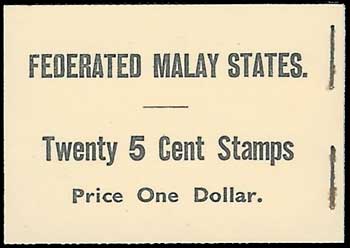 FEDERATED MALAY STATES.
Twenty 5 Cent Stamps
Price One Dollar.